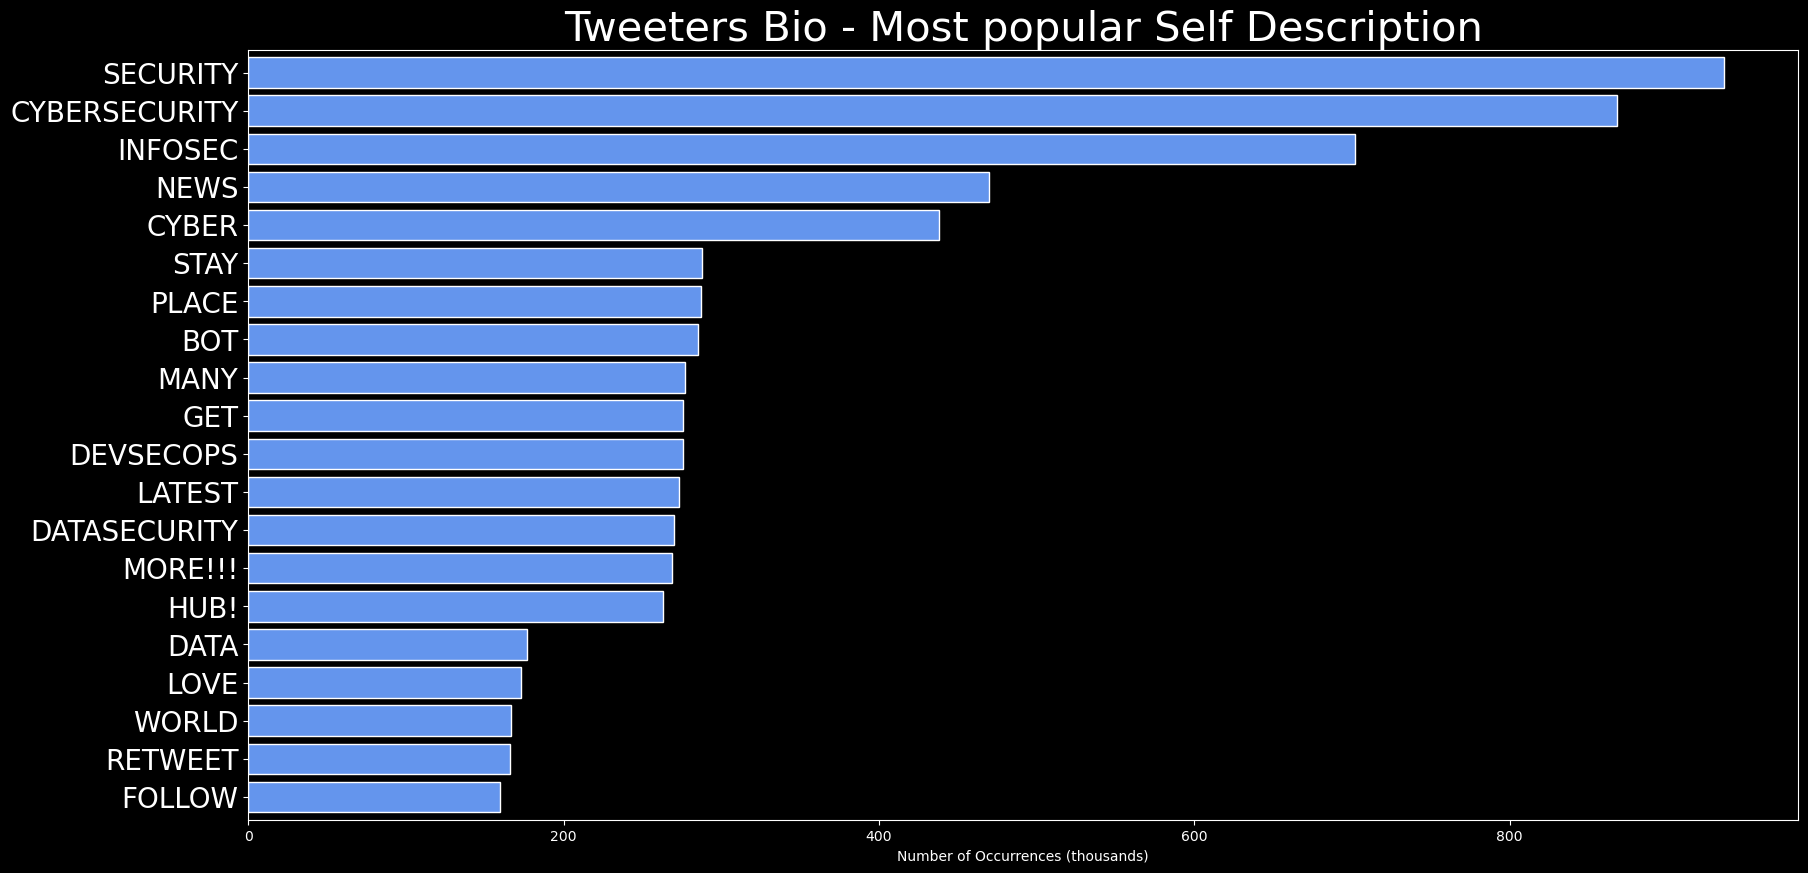 Tweeters Bio - Most popular Self Description
SECURITY
CYBERSECURITY
INFOSEC
NEWS
CYBER
STAY
PLACE
BOT
MANY
GET
DEVSECOPS
LATEST
DATASECURITY
MORE!!!
HUB!
DATA
LOVE
WORLD
RETWEET
FOLLOW
0 200 400 600 800
Number of Occurrences (thousands)